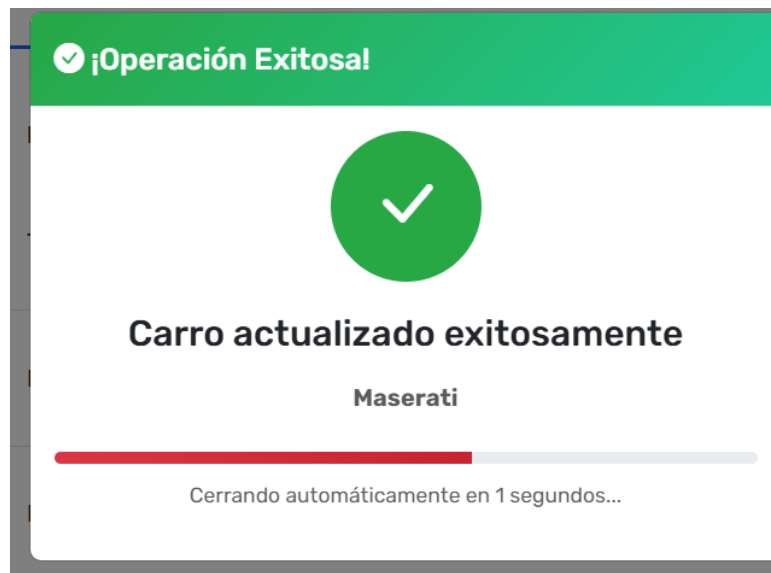 ¡Operación Exitosa!
Carro actualizado exitosamente
Maserati
Cerrando automáticamente en 1 segundos...